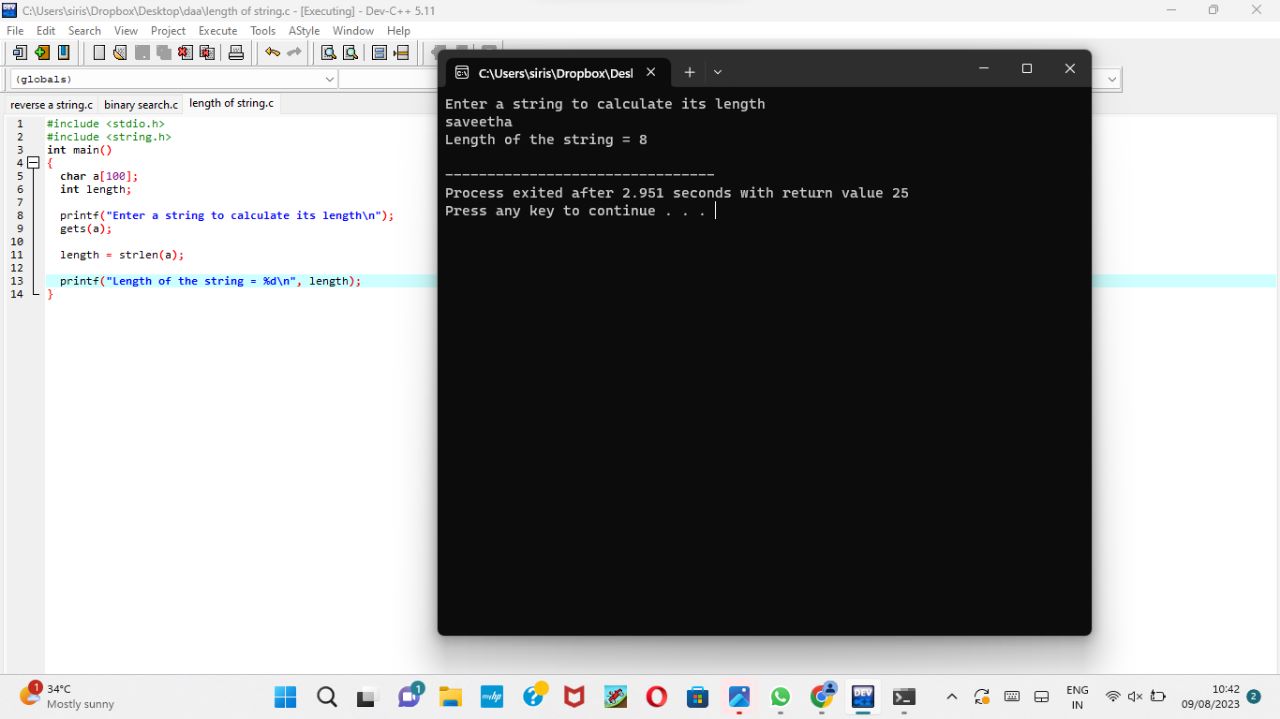 C:\Users\siris\Dropbox\Desktop\daa\length of string.c - [Executing] - Dev-C++ 5.11
File Edit Search View Project Execute Tools AStyle Window Help
(globals)
reverse a string.c binary search.c length of string.c
1 #include <stdio.h>
2 #include <string.h>
3 int main()
4 {
5 char a[100];
6 int length;
7
8 printf("Enter a string to calculate its length\n");
9 gets(a);
10
11 length = strlen(a);
12
13 printf("Length of the string = %d\n", length);
14 }
C:\Users\siris\Dropbox\Desl
Enter a string to calculate its length
saveetha
Length of the string = 8
--------------------------------
Process exited after 2.951 seconds with return value 25
Press any key to continue . . .
1
34°C
Mostly sunny
1
myhp
DEV
ENG
IN
10:42
09/08/2023
2